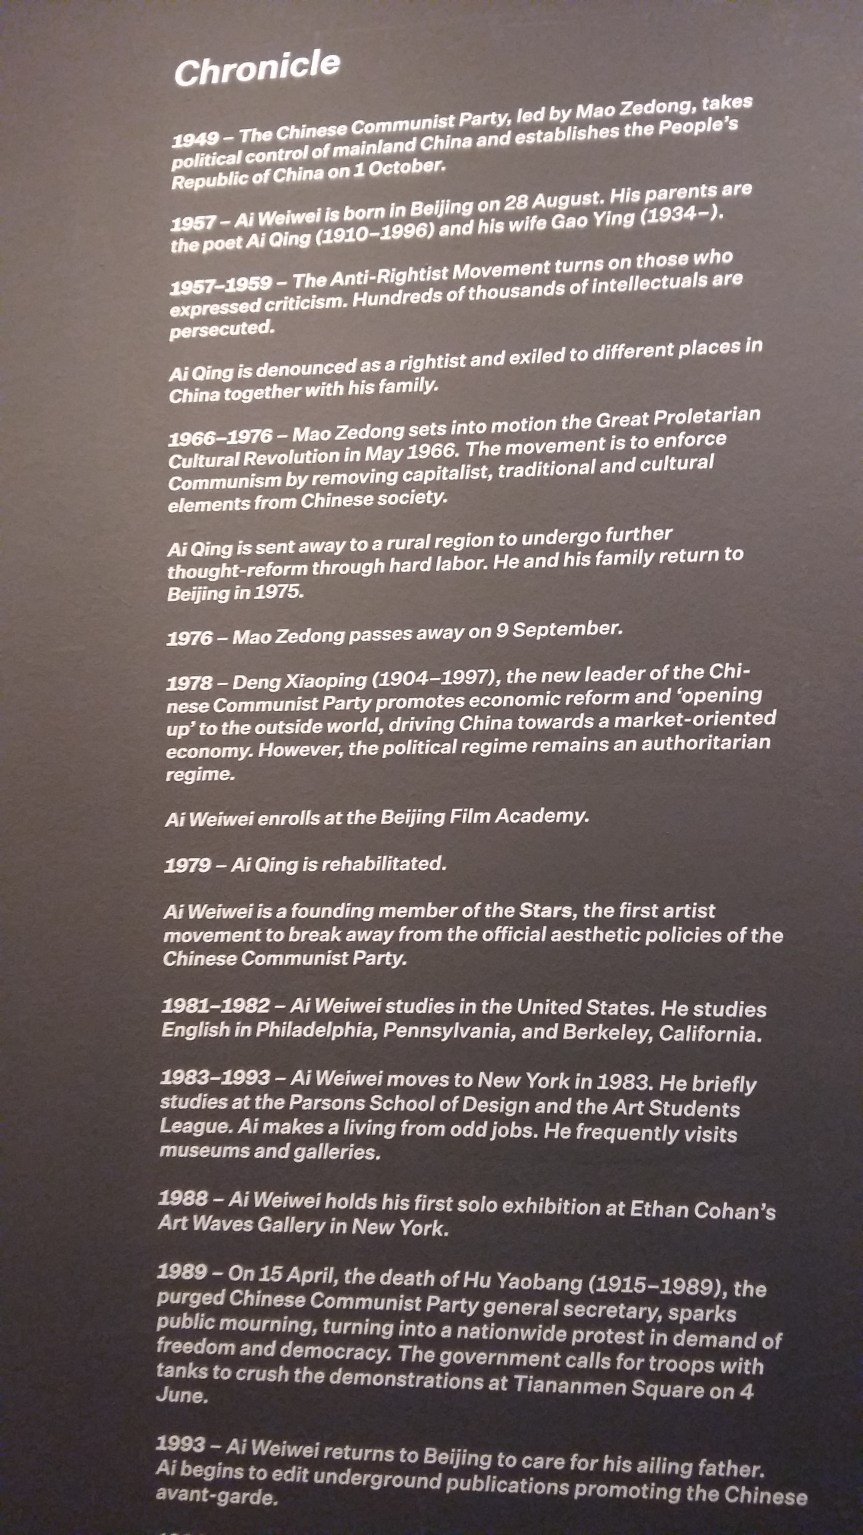 Chronicle
1949 – The Chinese Communist Party, led by Mao Zedong, takes
political control of mainland China and establishes the People's
Republic of China on 1 October.
1957 – Ai Weiwei is born in Beijing on 28 August. His parents are
the poet Ai Qing (1910–1996) and his wife Gao Ying (1934–).
1957–1959 – The Anti-Rightist Movement turns on those who
expressed criticism. Hundreds of thousands of intellectuals are
persecuted.
Ai Qing is denounced as a rightist and exiled to different places in
China together with his family.
1966–1976 – Mao Zedong sets into motion the Great Proletarian
Cultural Revolution in May 1966. The movement is to enforce
Communism by removing capitalist, traditional and cultural
elements from Chinese society.
Ai Qing is sent away to a rural region to undergo further
thought-reform through hard labor. He and his family return to
Beijing in 1975.
1976 – Mao Zedong passes away on 9 September.
1978 – Deng Xiaoping (1904–1997), the new leader of the Chi-
nese Communist Party promotes economic reform and ‘opening
up’ to the outside world, driving China towards a market-oriented
economy. However, the political regime remains an authoritarian
regime.
Ai Weiwei enrolls at the Beijing Film Academy.
1979 – Ai Qing is rehabilitated.
Ai Weiwei is a founding member of the Stars, the first artist
movement to break away from the official aesthetic policies of the
Chinese Communist Party.
1981–1982 – Ai Weiwei studies in the United States. He studies
English in Philadelphia, Pennsylvania, and Berkeley, California.
1983–1993 – Ai Weiwei moves to New York in 1983. He briefly
studies at the Parsons School of Design and the Art Students
League. Ai makes a living from odd jobs. He frequently visits
museums and galleries.
1988 – Ai Weiwei holds his first solo exhibition at Ethan Cohan's
Art Waves Gallery in New York.
1989 – On 15 April, the death of Hu Yaobang (1915–1989), the
purged Chinese Communist Party general secretary, sparks
public mourning, turning into a nationwide protest in demand of
freedom and democracy. The government calls for troops with
tanks to crush the demonstrations at Tiananmen Square on 4
June.
1993 – Ai Weiwei returns to Beijing to care for his ailing father.
Ai begins to edit underground publications promoting the Chinese
avant-garde.